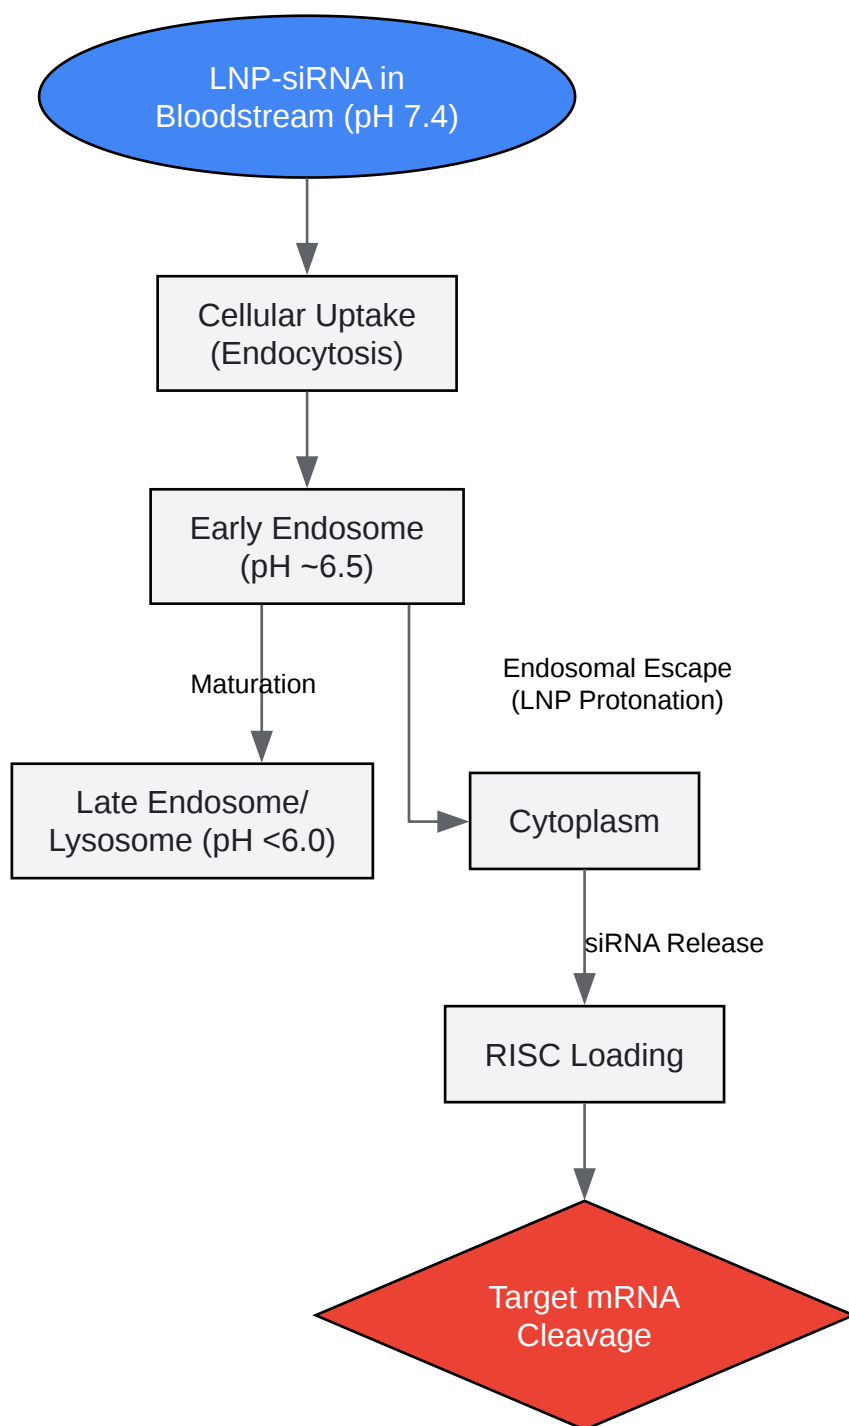 LNP-siRNA in
Bloodstream (pH 7.4)
Cellular Uptake
(Endocytosis)
Early Endosome
(pH ~6.5)
Maturation
Endosomal Escape
(LNP Protonation)
Late Endosome/
Lysosome (pH <6.0)
Cytoplasm
siRNA Release
RISC Loading
Target mRNA
Cleavage